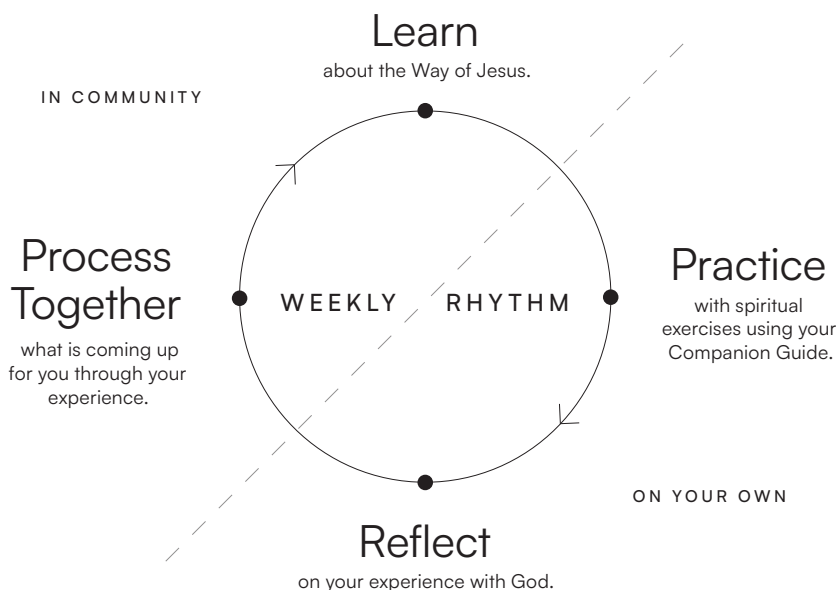 Learn
about the Way of Jesus.
IN COMMUNITY
Process
Together
what is coming up
for you through your
experience.
WEEKLY RHYTHM
Practice
with spiritual
exercises using your
Companion Guide.
ON YOUR OWN
Reflect
on your experience with God.